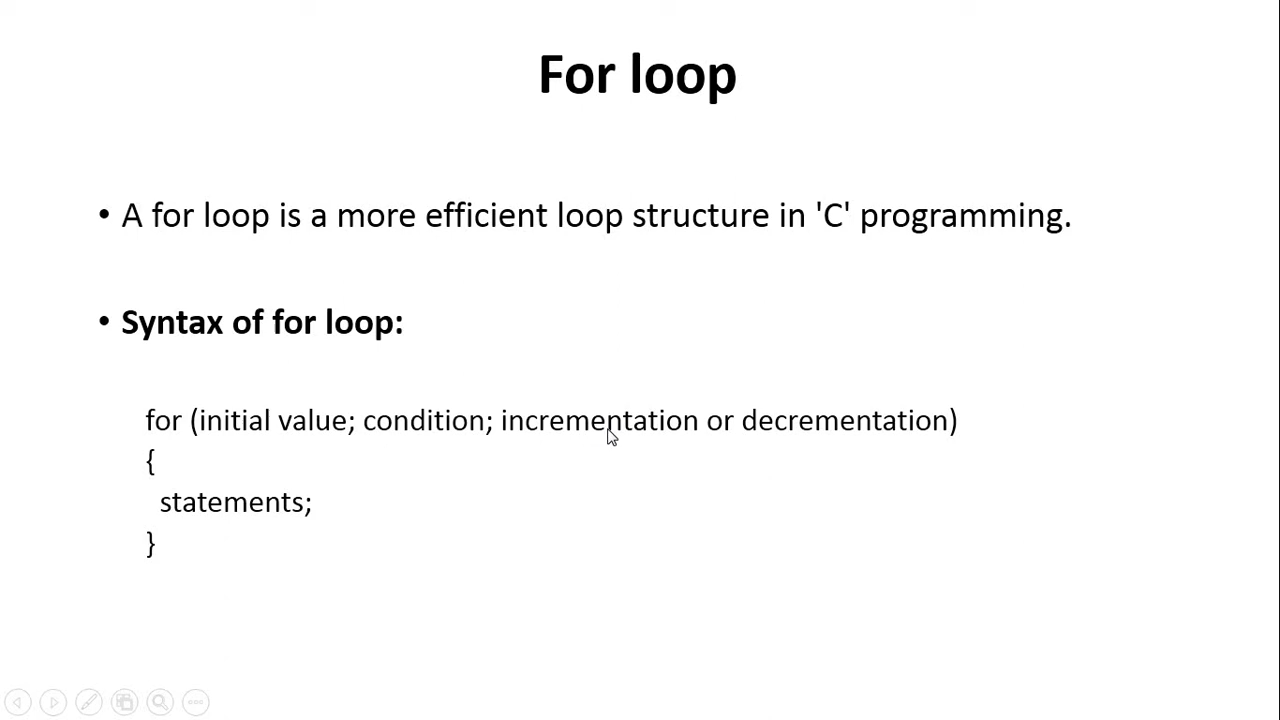 For loop
• A for loop is a more efficient loop structure in 'C' programming.
• Syntax of for loop:
for (initial value; condition; incrementation or decrementation)
{
statements;
}